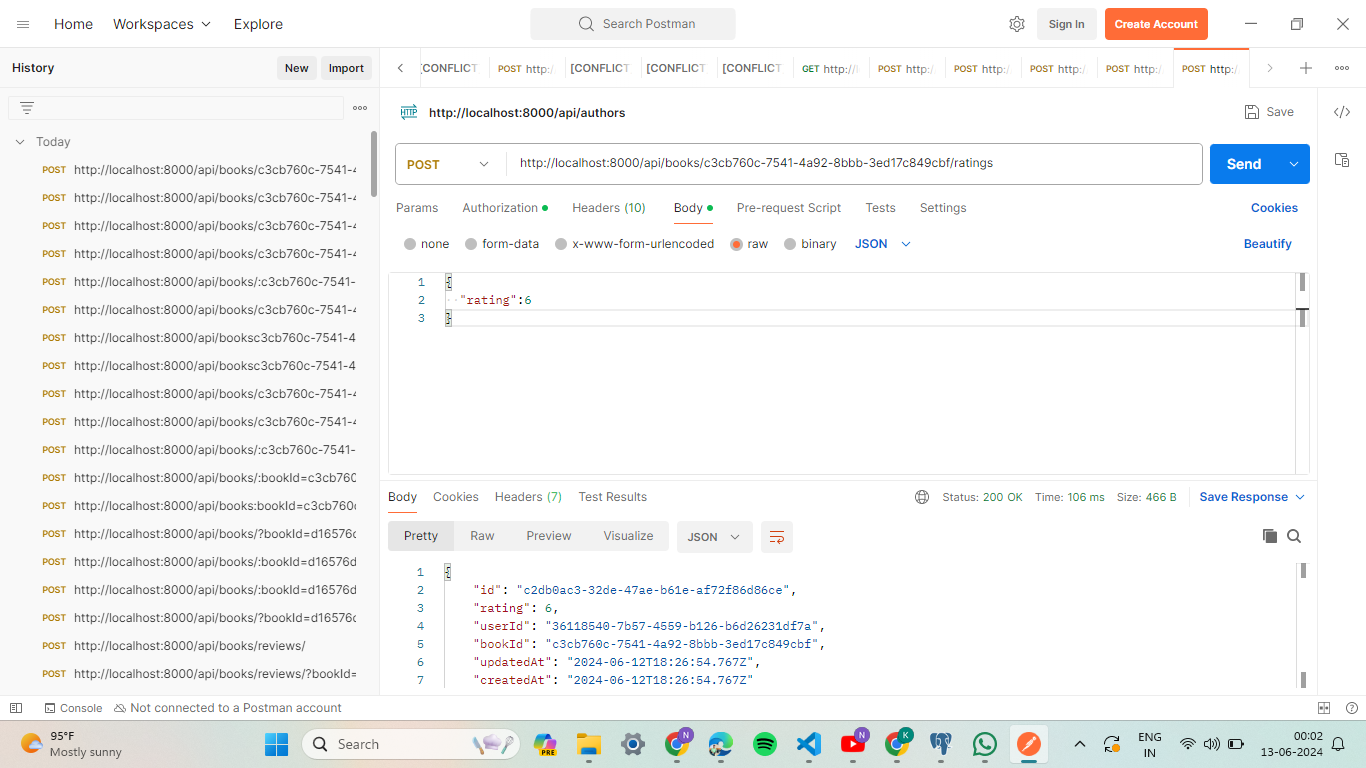 Home Workspaces Explore Search Postman Sign In Create Account
History New Import
[CONFLICT POST http:/ [CONFLICT [CONFLICT [CONFLICT GET http:// POST http:/ POST http:/ POST http:/ POST http:/ POST http:/
HTTP http://localhost:8000/api/authors Save
Today
POST http://localhost:8000/api/books/c3cb760c-7541-4
POST http://localhost:8000/api/books/c3cb760c-7541-4
POST http://localhost:8000/api/books/c3cb760c-7541-4
POST http://localhost:8000/api/books/c3cb760c-7541-4
POST http://localhost:8000/api/books/:c3cb760c-7541-
POST http://localhost:8000/api/books/c3cb760c-7541-4
POST http://localhost:8000/api/booksc3cb760c-7541-4
POST http://localhost:8000/api/booksc3cb760c-7541-4
POST http://localhost:8000/api/books/c3cb760c-7541-4
POST http://localhost:8000/api/books/c3cb760c-7541-4
POST http://localhost:8000/api/books/:c3cb760c-7541-
POST http://localhost:8000/api/books/:bookId=c3cb760
POST http://localhost:8000/api/books:bookId=c3cb760c
POST http://localhost:8000/api/books/?bookId=d16576c
POST http://localhost:8000/api/books/:bookId=d16576d
POST http://localhost:8000/api/books/:bookId=d16576d
POST http://localhost:8000/api/books/?bookId=d16576c
POST http://localhost:8000/api/books/reviews/
POST http://localhost:8000/api/books/reviews/?bookId=
POST http://localhost:8000/api/books/c3cb760c-7541-4a92-8bbb-3ed17c849cbf/ratings Send
Params Authorization Headers (10) Body Pre-request Script Tests Settings Cookies
none form-data x-www-form-urlencoded raw binary JSON Beautify
1 {
2 "rating":6
3 }
Body Cookies Headers (7) Test Results Status: 200 OK Time: 106 ms Size: 466 B Save Response
Pretty Raw Preview Visualize JSON
1 {
2 "id": "c2db0ac3-32de-47ae-b61e-af72f86d86ce",
3 "rating": 6,
4 "userId": "36118540-7b57-4559-b126-b6d26231df7a",
5 "bookId": "c3cb760c-7541-4a92-8bbb-3ed17c849cbf",
6 "updatedAt": "2024-06-12T18:26:54.767Z",
7 "createdAt": "2024-06-12T18:26:54.767Z"
Console Not connected to a Postman account
95°F
Mostly sunny
Search
PRE
N
N
K
ENG
IN
00:02
13-06-2024